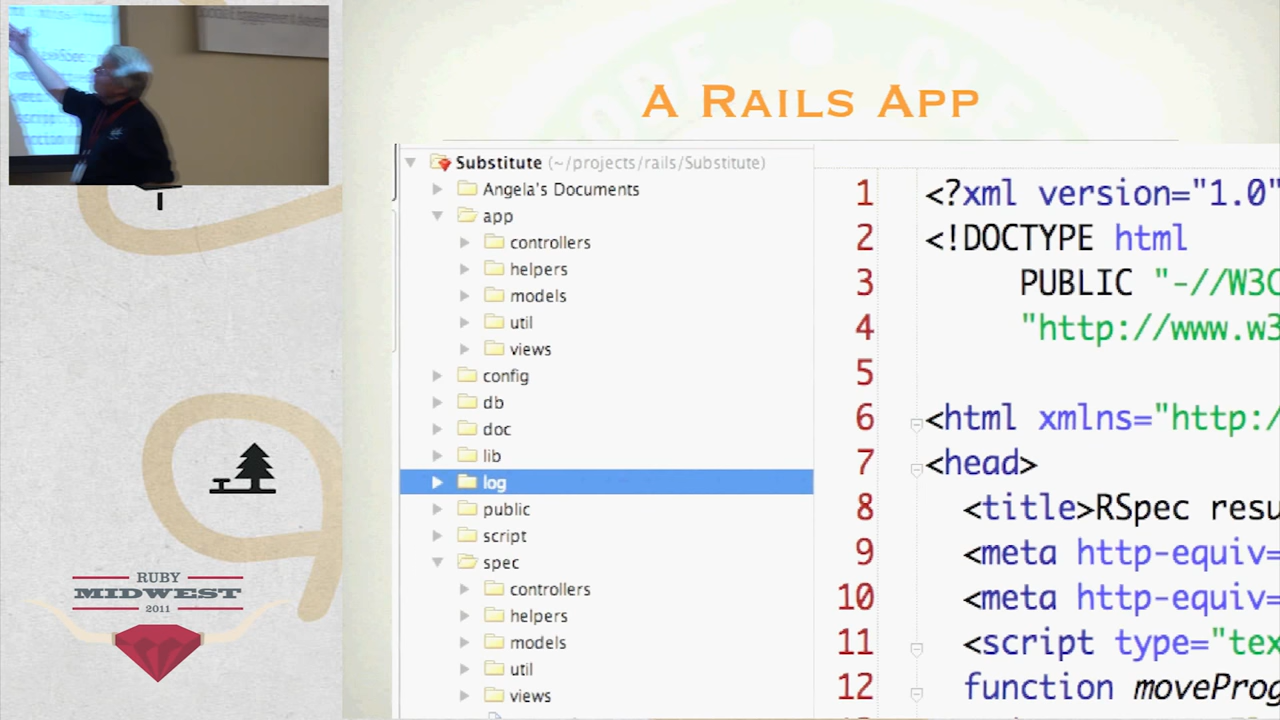 A RAILS APP
Substitute (~/projects/rails/Substitute)
Angela's Documents
app
controllers
helpers
models
util
views
config
db
doc
lib
log
public
script
spec
controllers
helpers
models
util
views
1 <?xml version="1.0"
2 <!DOCTYPE html
3 PUBLIC "-//W3C
4 "http://www.w3
5
6 <html xmlns="http:/
7 <head>
8 <title>RSpec resu
9 <meta http-equiv=
10 <meta http-equiv=
11 <script type="tex
12 function moveProg
RUBY
MIDWEST
2011